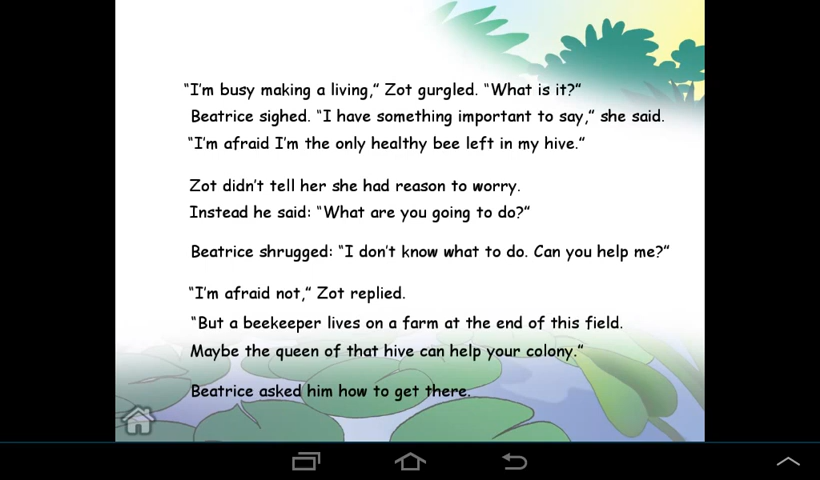 “I’m busy making a living,” Zot gurgled. “What is it?”
Beatrice sighed. “I have something important to say,” she said.
“I’m afraid I’m the only healthy bee left in my hive.”
Zot didn’t tell her she had reason to worry.
Instead he said: “What are you going to do?”
Beatrice shrugged: “I don’t know what to do. Can you help me?”
“I’m afraid not,” Zot replied.
“But a beekeeper lives on a farm at the end of this field.
Maybe the queen of that hive can help your colony.”
Beatrice asked him how to get there.